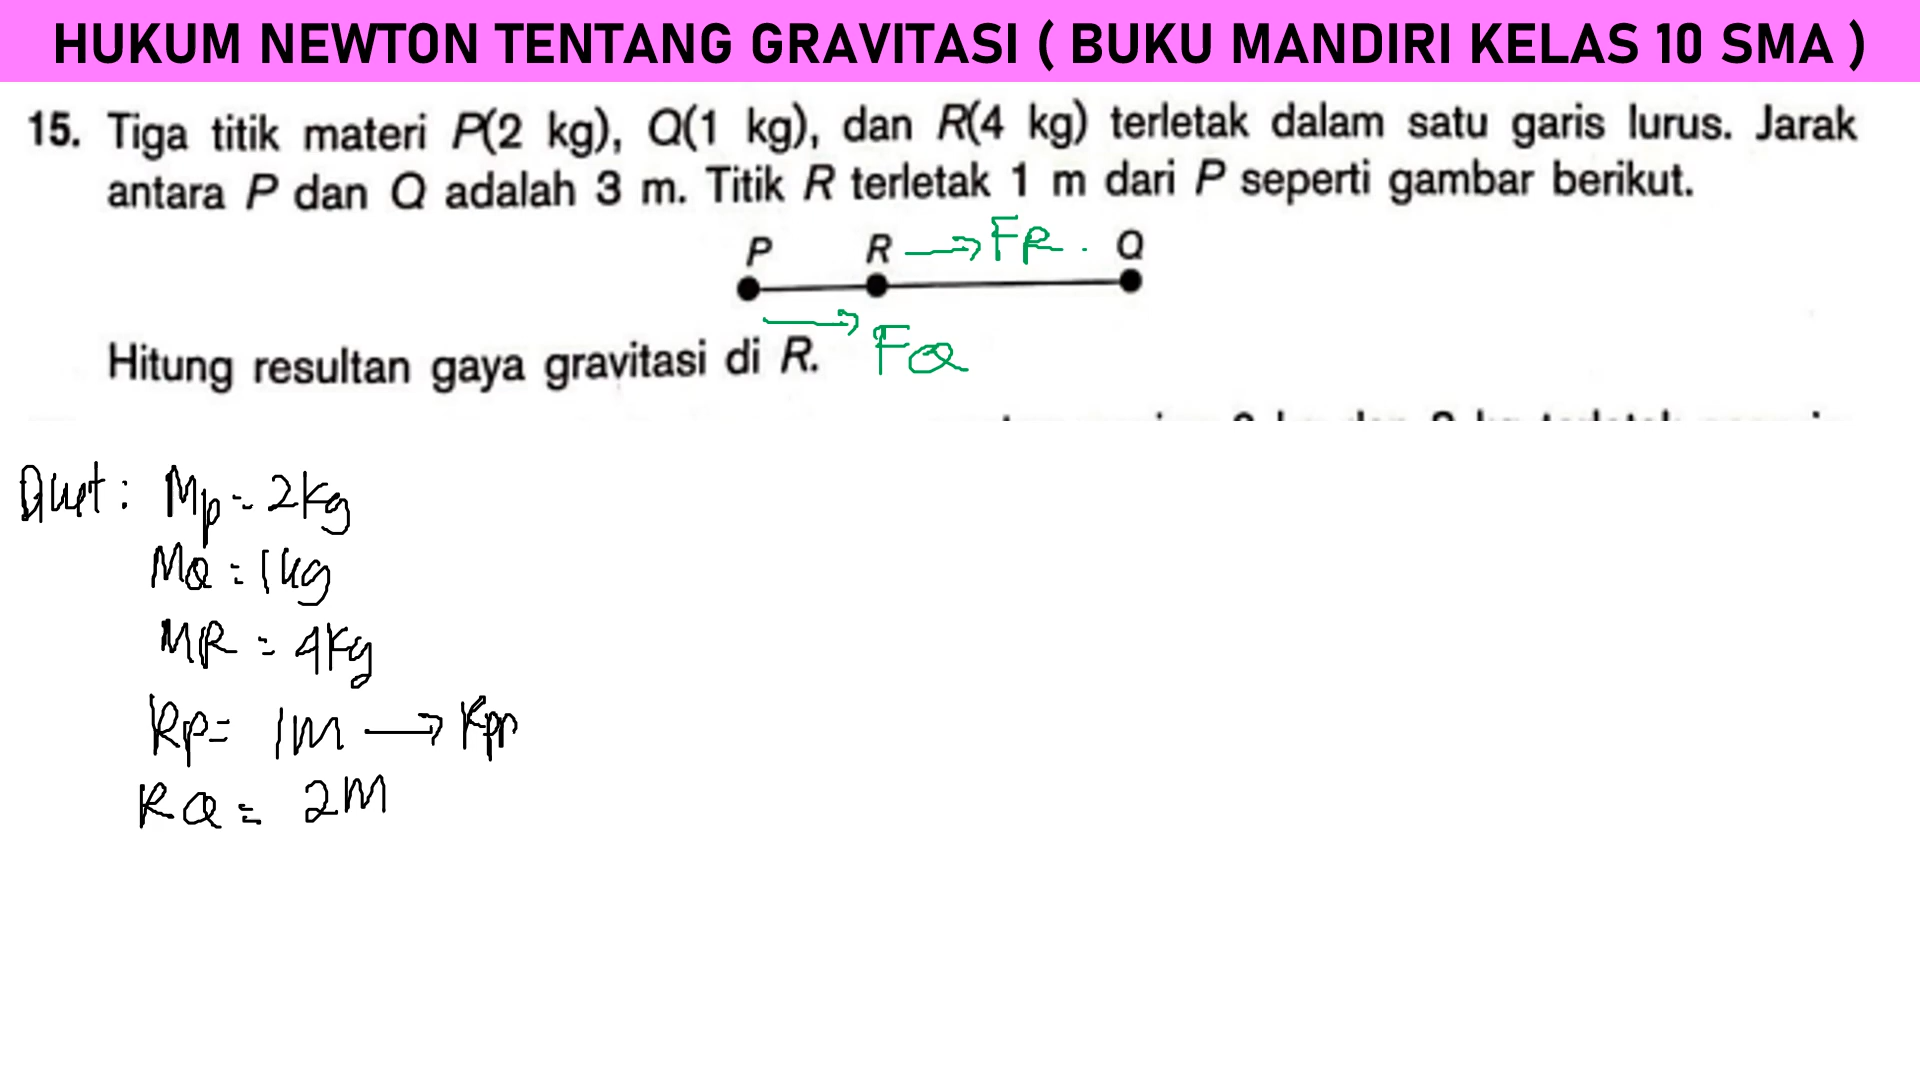 HUKUM NEWTON TENTANG GRAVITASI ( BUKU MANDIRI KELAS 10 SMA )
15. Tiga titik materi P(2 kg), Q(1 kg), dan R(4 kg) terletak dalam satu garis lurus. Jarak
antara P dan Q adalah 3 m. Titik R terletak 1 m dari P seperti gambar berikut.
P R → FR . Q
→ FQ
Hitung resultan gaya gravitasi di R.
: Mp = 2kg
MQ = 1kg
MR = 4kg
Rp = 1M →
RQ = 2M